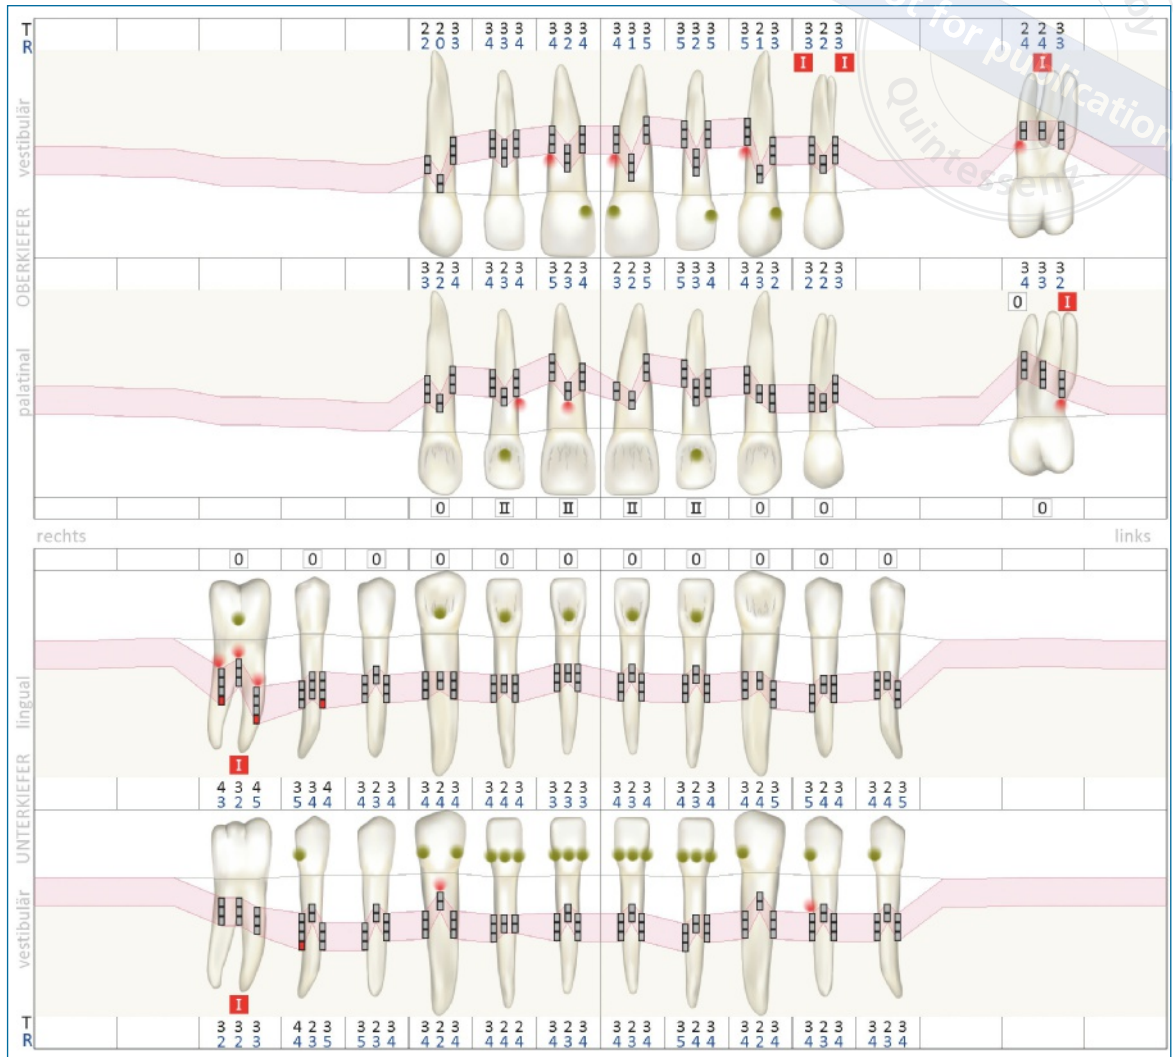 T 2 2 3 3 3 3 3 3 3 3 2 3 3 3 3 3 2 3 3 2 3 2 2 3
R 2 0 3 4 3 4 4 2 4 4 1 5 5 2 5 5 1 3 3 2 3 4 4 3
I I I
vestibulär
OBERKIEFER
3 2 3 3 2 3 3 2 3 2 2 3 3 3 3 3 2 3 3 2 3 3 3 3
3 2 4 4 3 4 5 3 4 3 2 5 5 3 4 4 3 2 2 2 3 4 3 2
0 I
palatinal
0 II II II II 0 0 0
rechts links
0 0 0 0 0 0 0 0 0 0 0
lingual
I
4 3 4 3 3 4 3 2 3 3 2 3 3 2 3 3 2 3 3 2 3 3 2 3 3 2 3 3 2 3 3 2 3
3 2 5 5 4 4 4 3 4 4 4 4 4 4 4 3 3 3 4 3 4 4 3 4 4 4 5 5 4 4 4 4 5
UNTERKIEFER
vestibulär
I
T 3 3 3 4 2 3 3 2 3 3 2 3 3 2 2 3 2 3 3 2 3 3 3 3 3 2 3 3 2 3 3 2 3
R 2 2 3 4 3 5 5 3 4 4 2 4 4 4 4 4 3 4 4 3 4 5 4 4 4 2 4 4 3 4 4 3 4
not for publication
by
Quintessenz